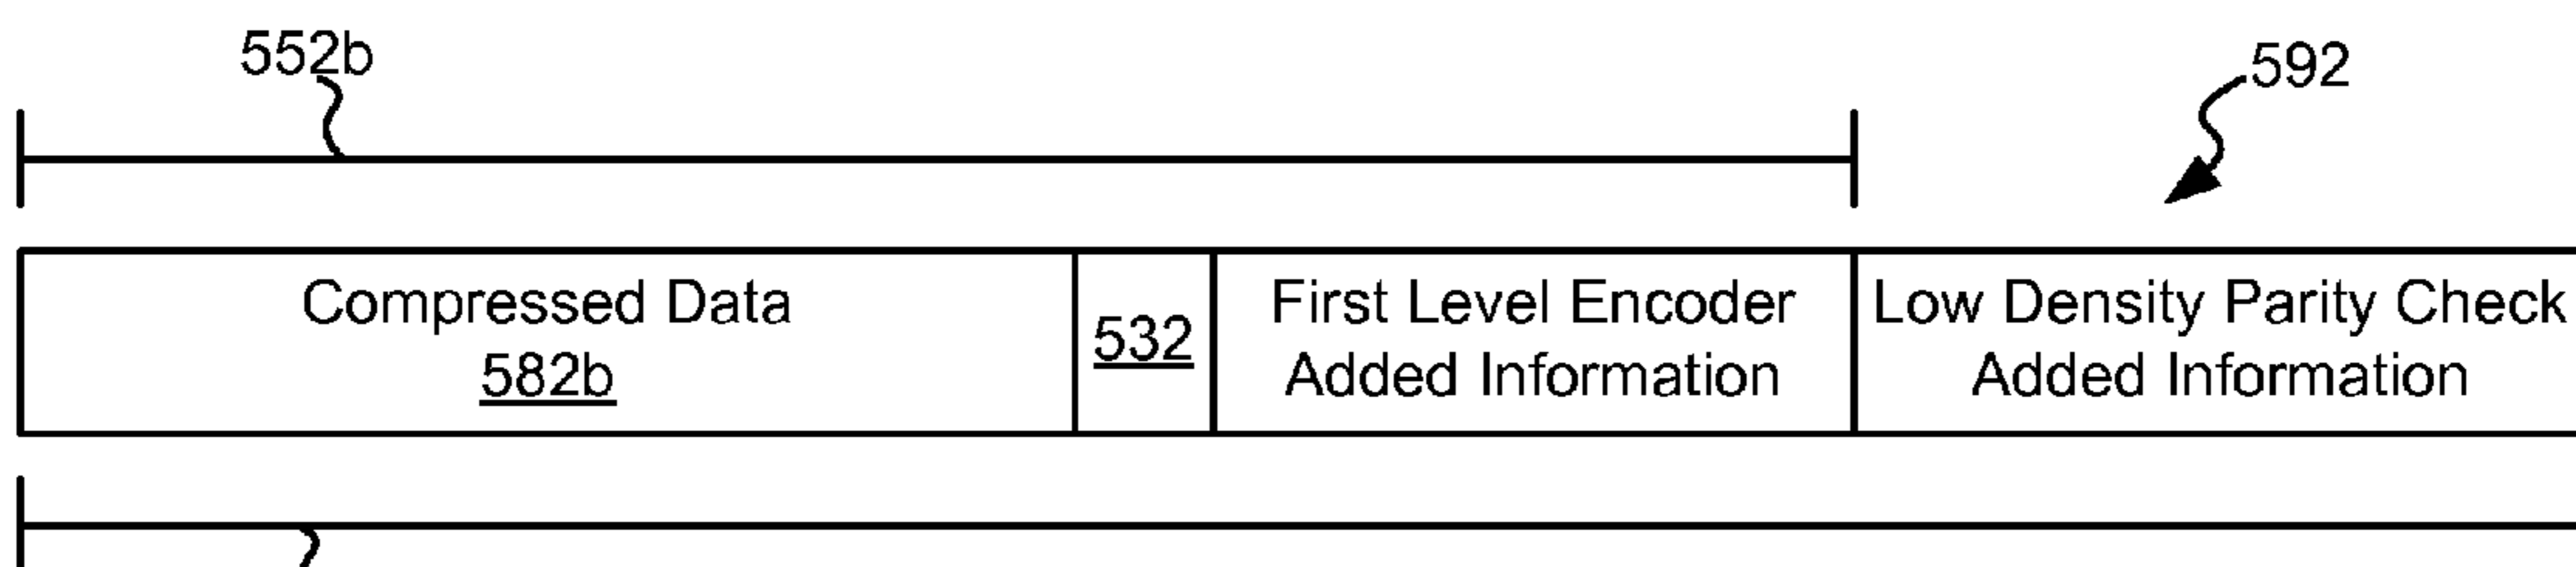 552b
592
Compressed Data
582b
532
First Level Encoder
Added Information
Low Density Parity Check
Added Information